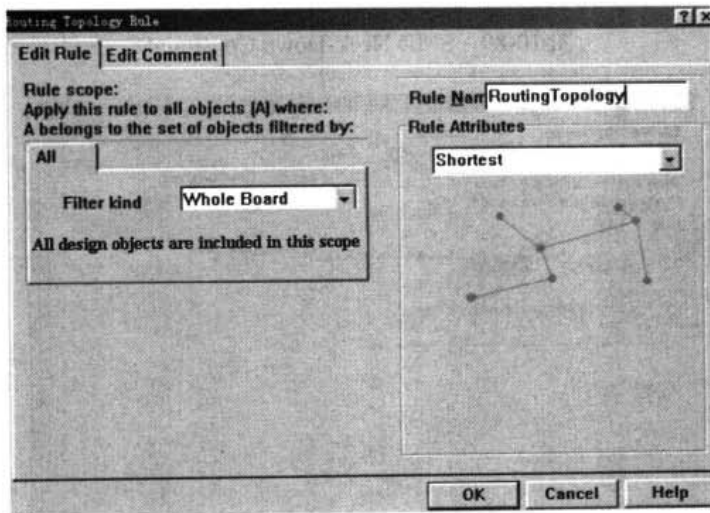 Routing Topology Rule
Edit Rule
Edit Comment
Rule scope:
Apply this rule to all objects (A) where:
A belongs to the set of objects filtered by:
All
Filter kind
Whole Board
All design objects are included in this scope
Rule Nam
RoutingTopology
Rule Attributes
Shortest
OK
Cancel
Help